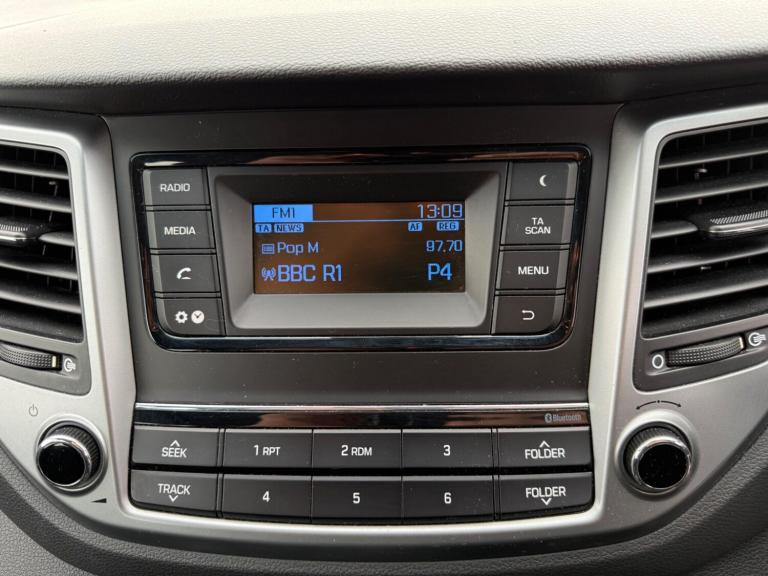 RADIO
MEDIA
FM1 13:09
TA NEWS AF REG
Pop M 97.70
BBC R1 P4
TA
SCAN
MENU
Bluetooth
SEEK
1 RPT
2 RDM
3
FOLDER
TRACK
4
5
6
FOLDER